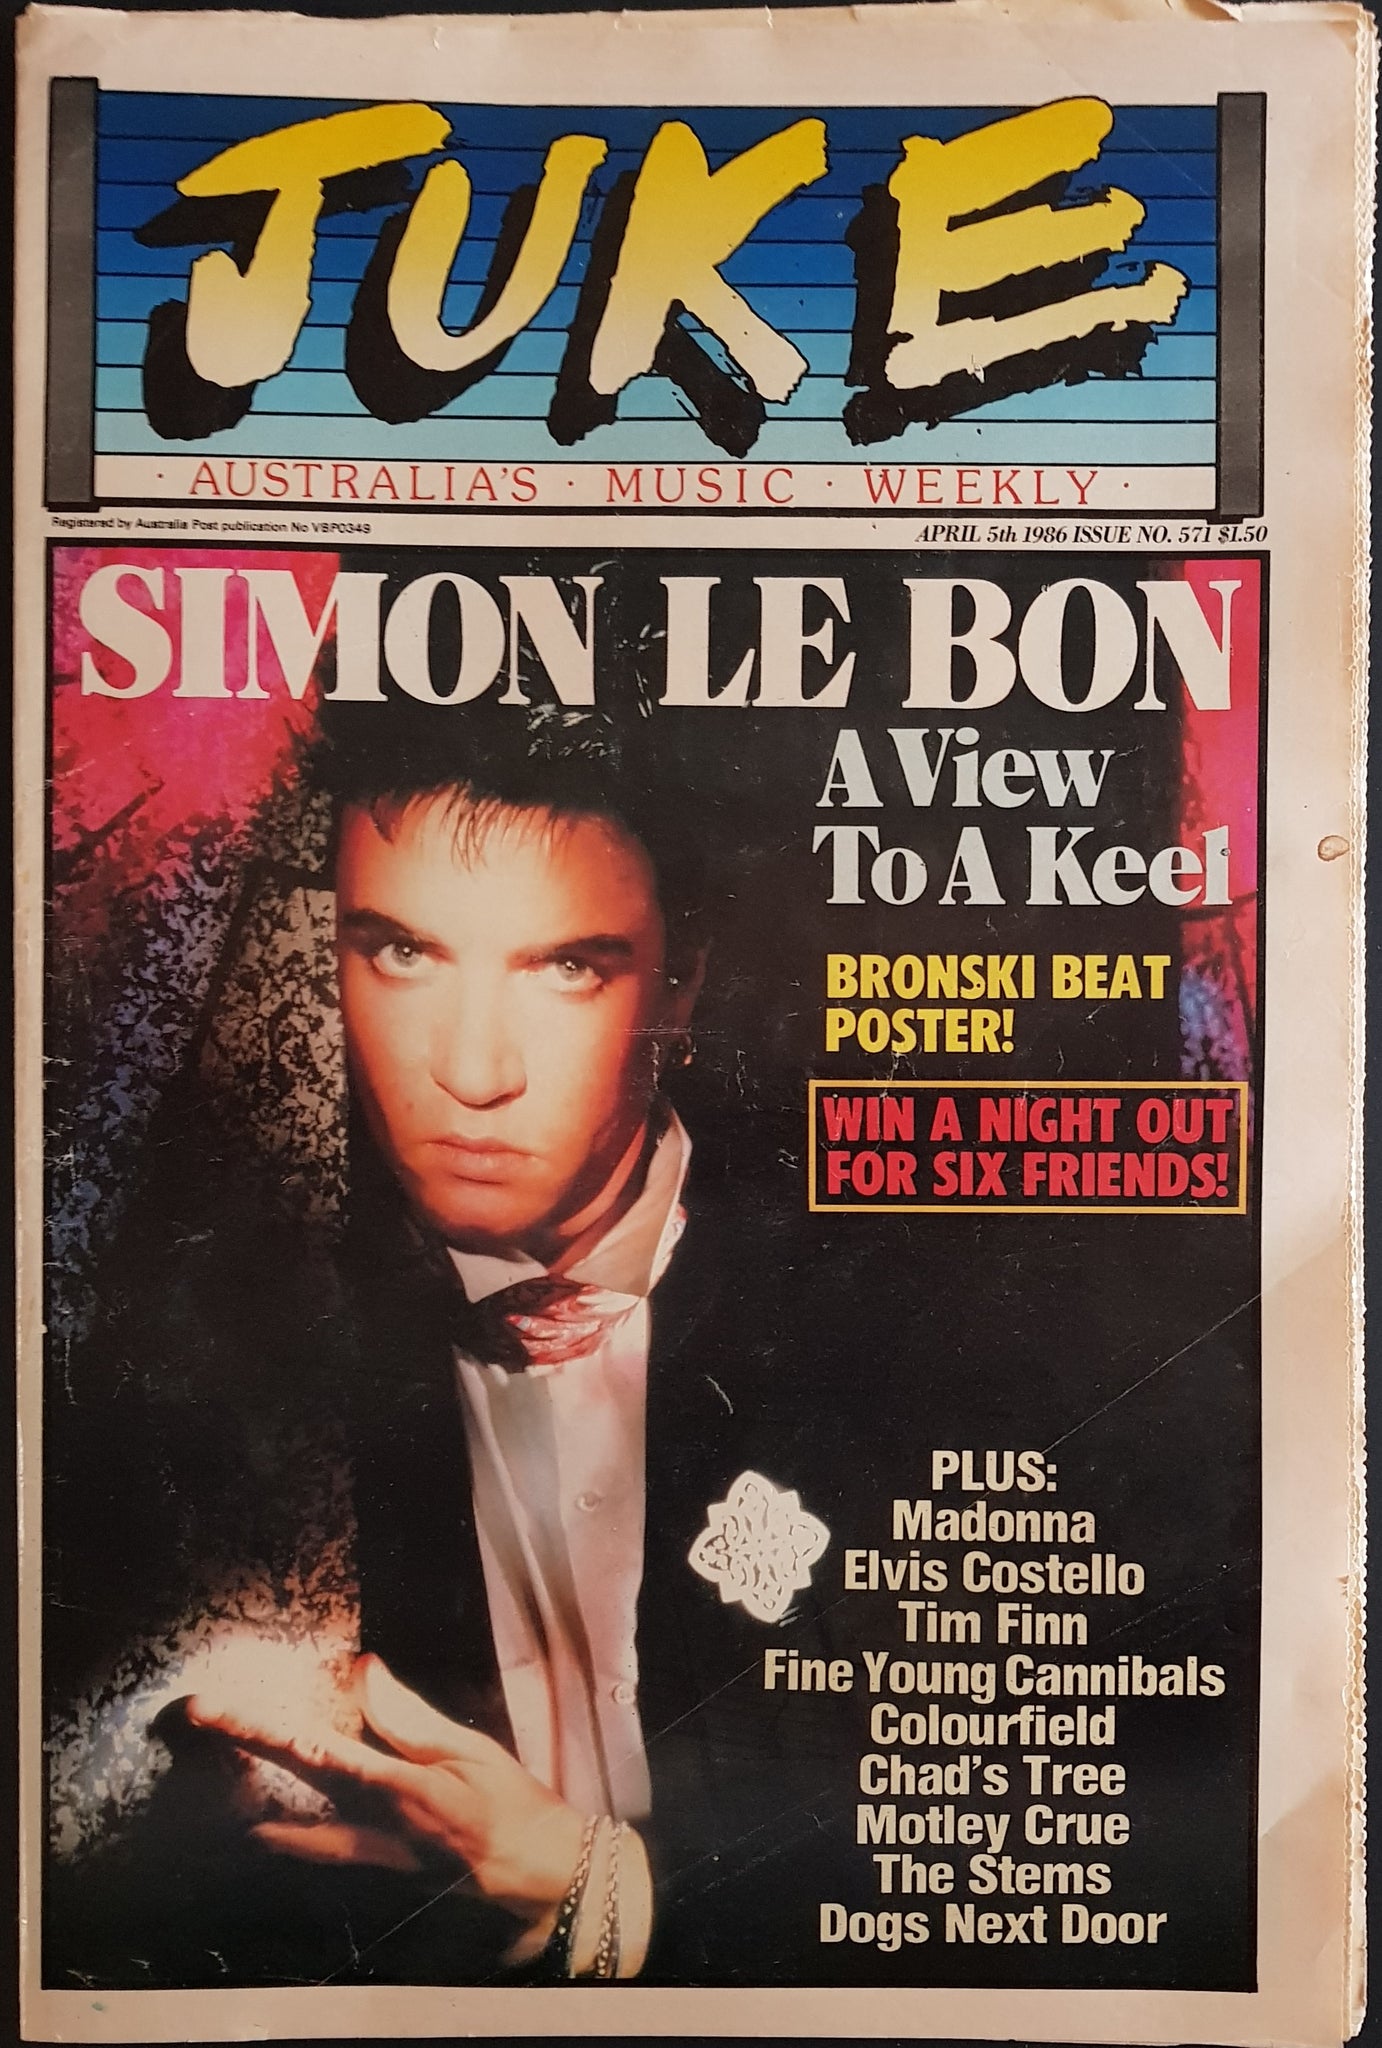 JUKE
· AUSTRALIA'S · MUSIC · WEEKLY ·
Registered by Australia Post publication No VBP0349
APRIL 5th 1986 ISSUE NO. 571 $1.50
SIMON LE BON
A View
To A Keel
BRONSKI BEAT
POSTER!
WIN A NIGHT OUT
FOR SIX FRIENDS!
PLUS:
Madonna
Elvis Costello
Tim Finn
Fine Young Cannibals
Colourfield
Chad's Tree
Motley Crue
The Stems
Dogs Next Door